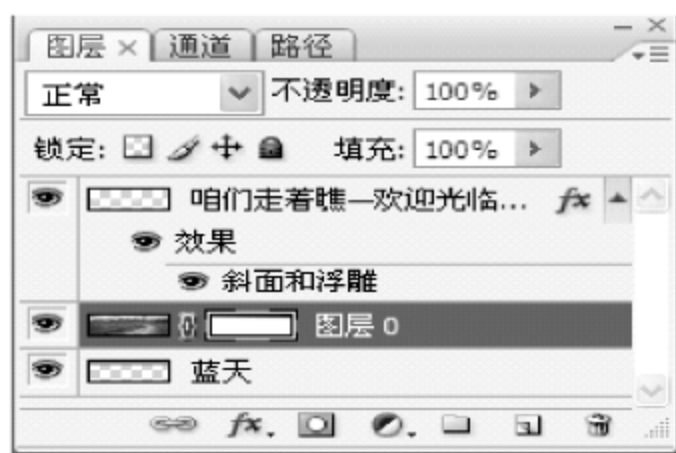 图层 × 通道 路径
正常 不透明度: 100%
锁定: 填充: 100%
咱们走着瞧—欢迎光临... fx
效果
斜面和浮雕
图层 0
蓝天
fx.